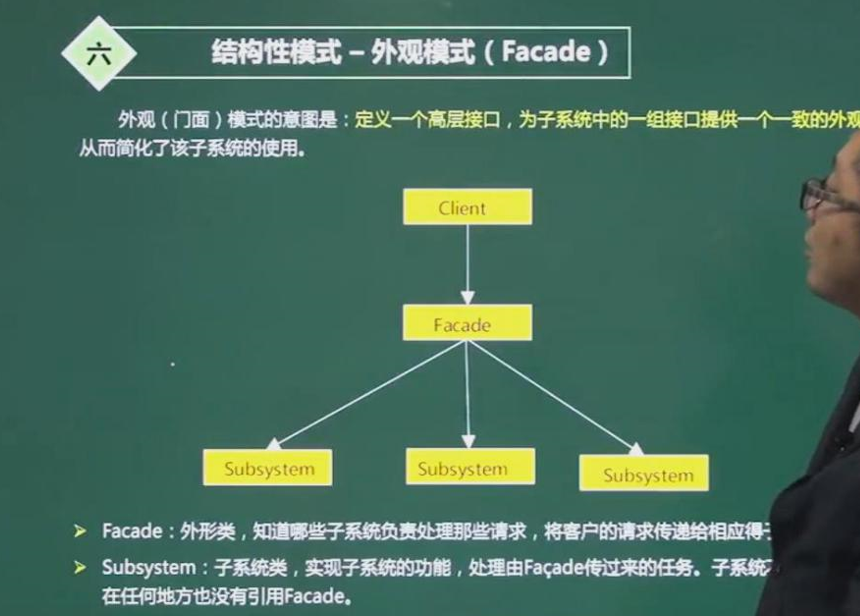 六
结构性模式 – 外观模式（Facade）
外观（门面）模式的意图是：定义一个高层接口，为子系统中的一组接口提供一个一致的外观
从而简化了该子系统的使用。
Client
Facade
Subsystem Subsystem Subsystem
➢ Facade：外形类，知道哪些子系统负责处理那些请求，将客户的请求传递给相应得
➢ Subsystem：子系统类，实现子系统的功能，处理由Façade传过来的任务。子系统
在任何地方也没有引用Facade。